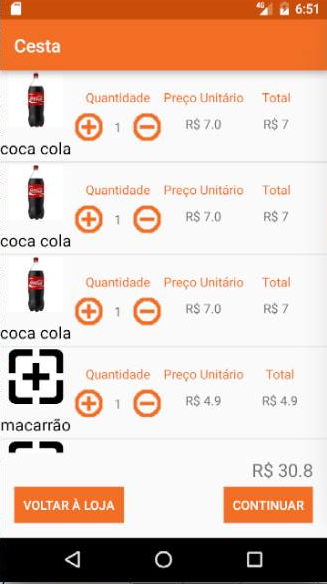 6:51
Cesta
Quantidade Preço Unitário Total
1 R$ 7.0 R$ 7
coca cola
Quantidade Preço Unitário Total
1 R$ 7.0 R$ 7
coca cola
Quantidade Preço Unitário Total
1 R$ 7.0 R$ 7
coca cola
Quantidade Preço Unitário Total
1 R$ 4.9 R$ 4.9
macarrão
R$ 30.8
VOLTAR À LOJA CONTINUAR